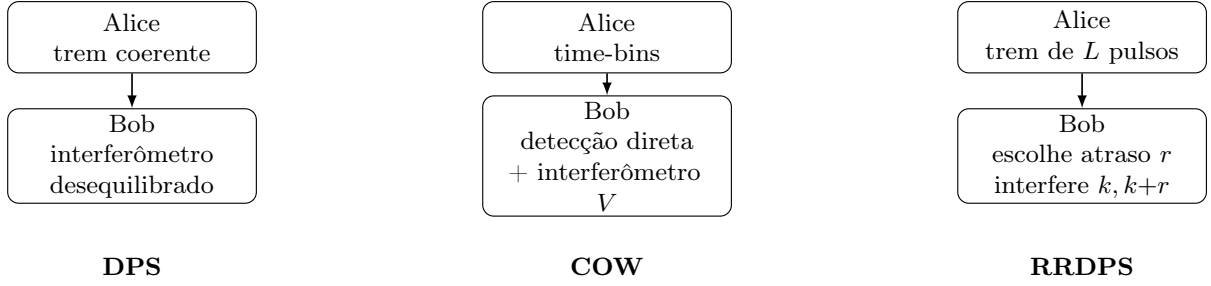 Alice
trem coerente
Bob
interferômetro
desequilibrado
DPS
Alice
time-bins
Bob
detecção direta
+ interferômetro
V
COW
Alice
trem de L pulsos
Bob
escolhe atraso r
interfere k, k+r
RRDPS